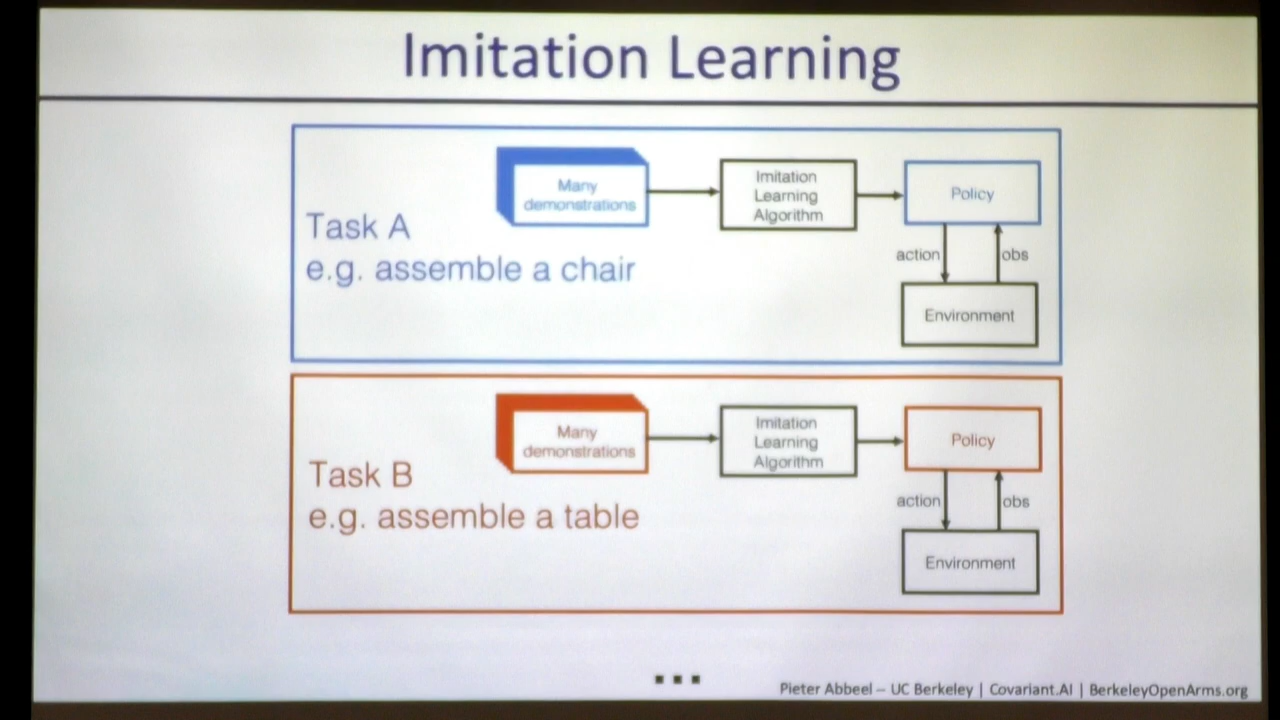 Imitation Learning
Many
demonstrations
Imitation
Learning
Algorithm
Policy
Task A
e.g. assemble a chair
action
obs
Environment
Many
demonstrations
Imitation
Learning
Algorithm
Policy
Task B
e.g. assemble a table
action
obs
Environment
...
Pieter Abbeel – UC Berkeley | Covariant.AI | BerkeleyOpenArms.org